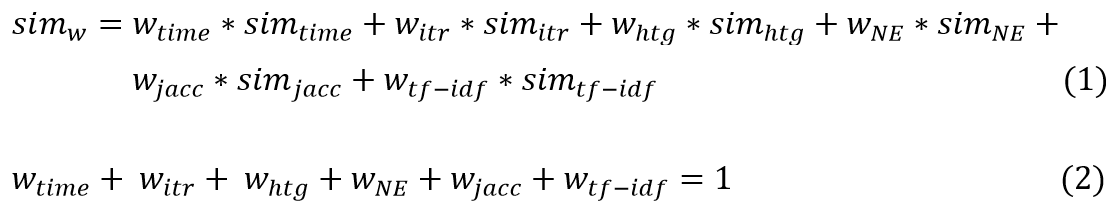 sim_w = w_time * sim_time + w_itr * sim_itr + w_htg * sim_htg + w_NE * sim_NE +
w_jacc * sim_jacc + w_tf−idf * sim_tf−idf (1)
w_time + w_itr + w_htg + w_NE + w_jacc + w_tf−idf = 1 (2)